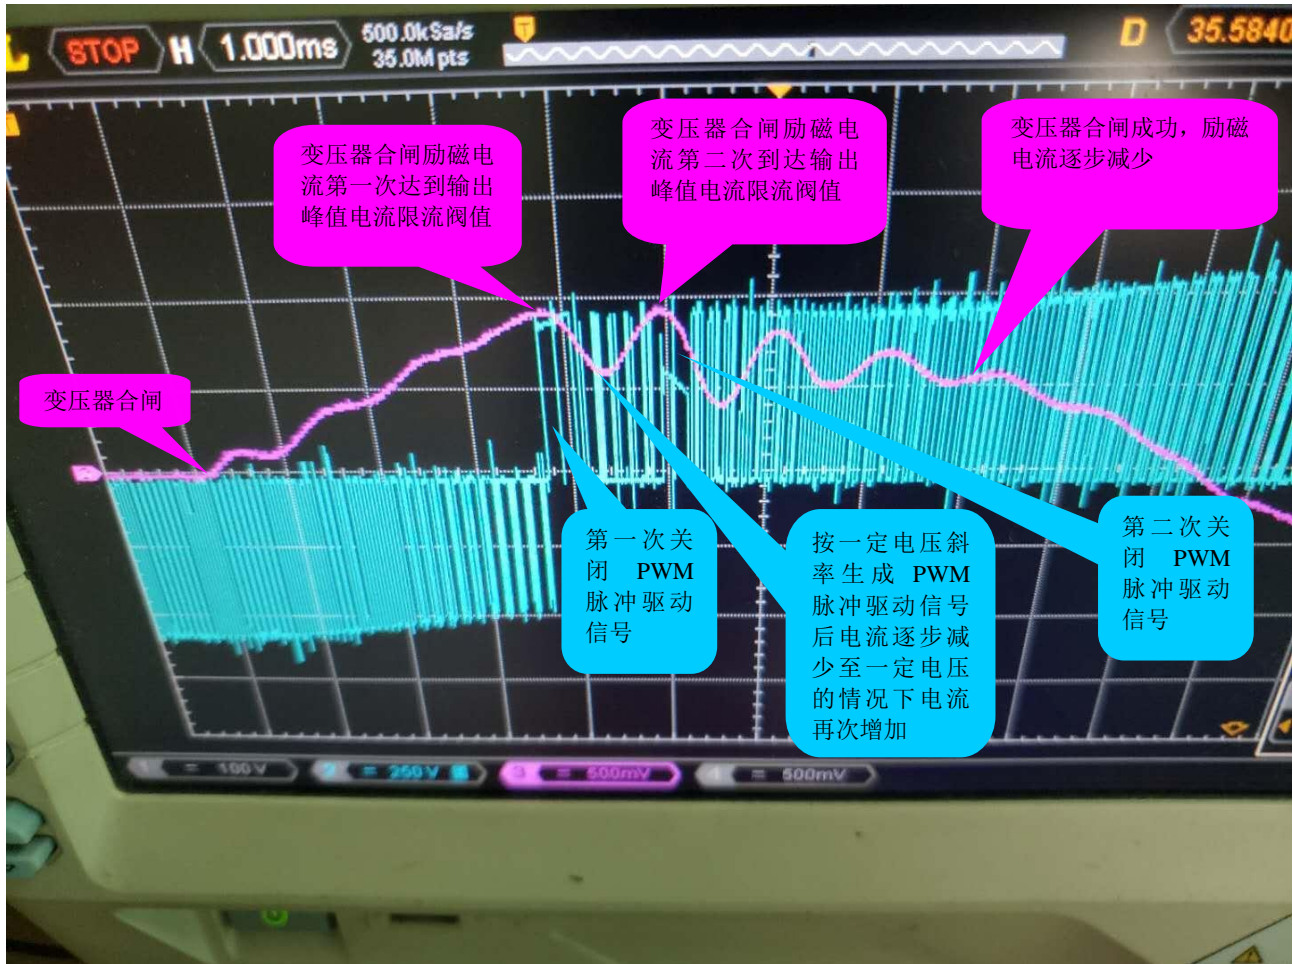 STOP
H
1.000ms
500.0kSa/s
35.0Mpts
T
D
35.5840
变压器合闸励磁电
流第一次达到输出
峰值电流限流阀值
变压器合闸励磁电
流第二次到达输出
峰值电流限流阀值
变压器合闸成功，励磁
电流逐步减少
变压器合闸
第一次关
闭 PWM
脉冲驱动
信号
按一定电压斜
率生成 PWM
脉冲驱动信号
后电流逐步减
少至一定电压
的情况下电流
再次增加
第二次关
闭 PWM
脉冲驱动
信号
1 = 100V
2 = 250V
3 = 500mV
4 = 500mV